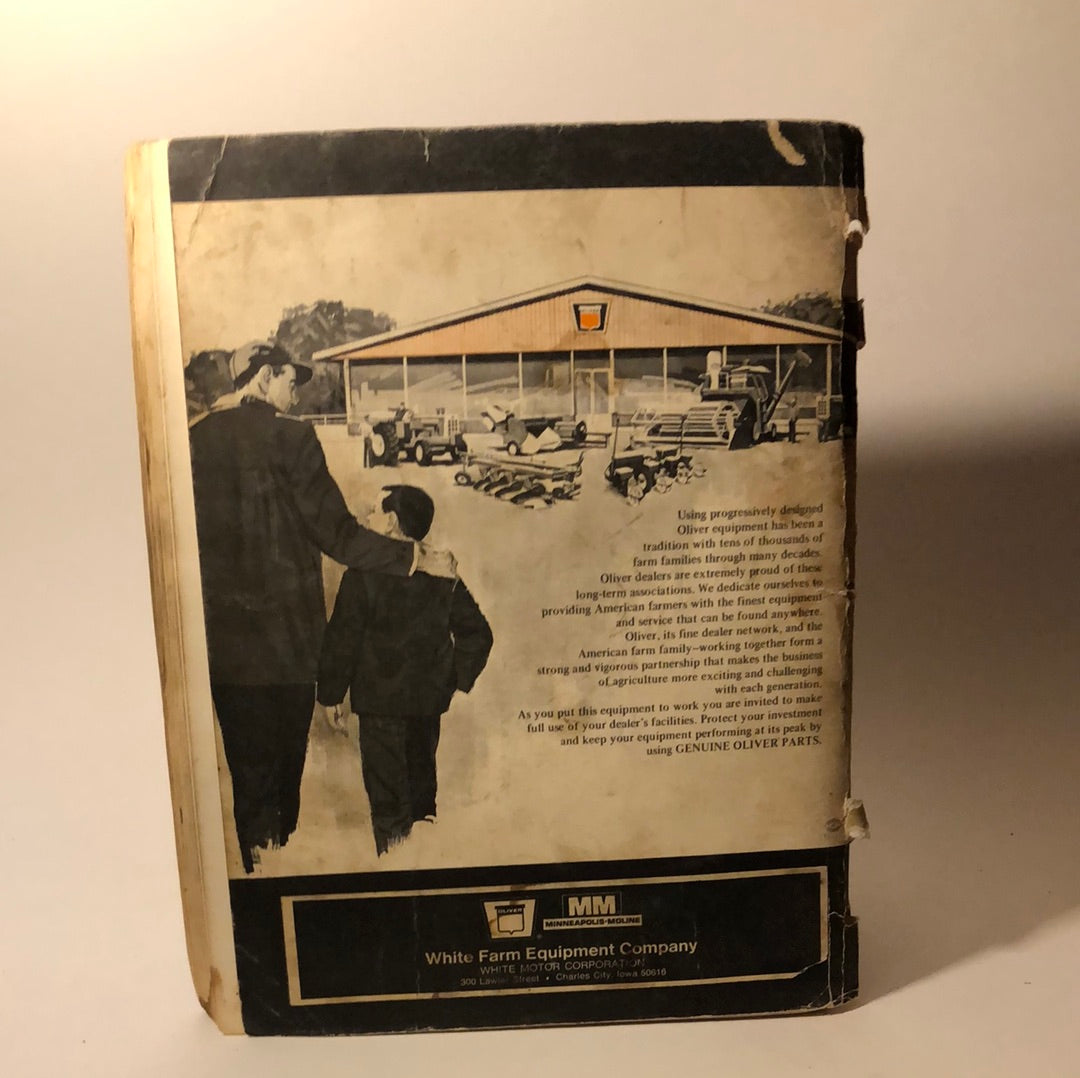 Using progressively designed
Oliver equipment has been a
tradition with tens of thousands of
farm families through many decades.
Oliver dealers are extremely proud of these
long-term associations. We dedicate ourselves to
providing American farmers with the finest equipment
and service that can be found anywhere.
Oliver, its fine dealer network, and the
American farm family—working together form a
strong and vigorous partnership that makes the business
of agriculture more exciting and challenging
with each generation.
As you put this equipment to work you are invited to make
full use of your dealer's facilities. Protect your investment
and keep your equipment performing at its peak by
using GENUINE OLIVER PARTS.
OLIVER
MM
MINNEAPOLIS-MOLINE
White Farm Equipment Company
WHITE MOTOR CORPORATION
300 Lawler Street • Charles City, Iowa 50616